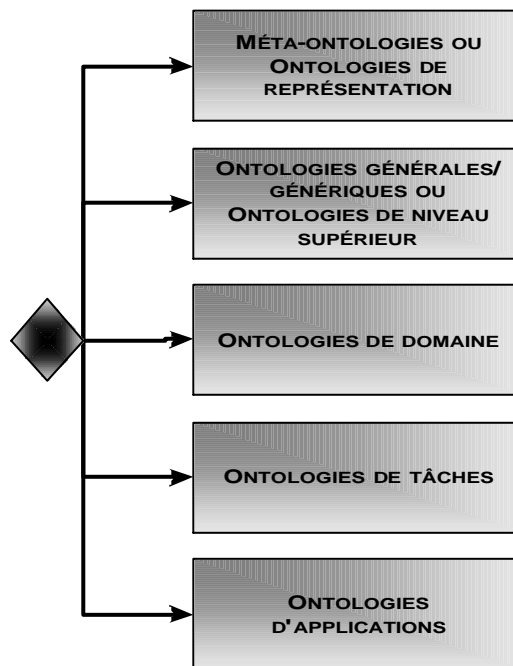 MÉTA-ONTOLOGIES OU
ONTOLOGIES DE
REPRÉSENTATION
ONTOLOGIES GÉNÉRALES/
GÉNÉRIQUES OU
ONTOLOGIES DE NIVEAU
SUPÉRIEUR
ONTOLOGIES DE DOMAINE
ONTOLOGIES DE TÂCHES
ONTOLOGIES
D'APPLICATIONS